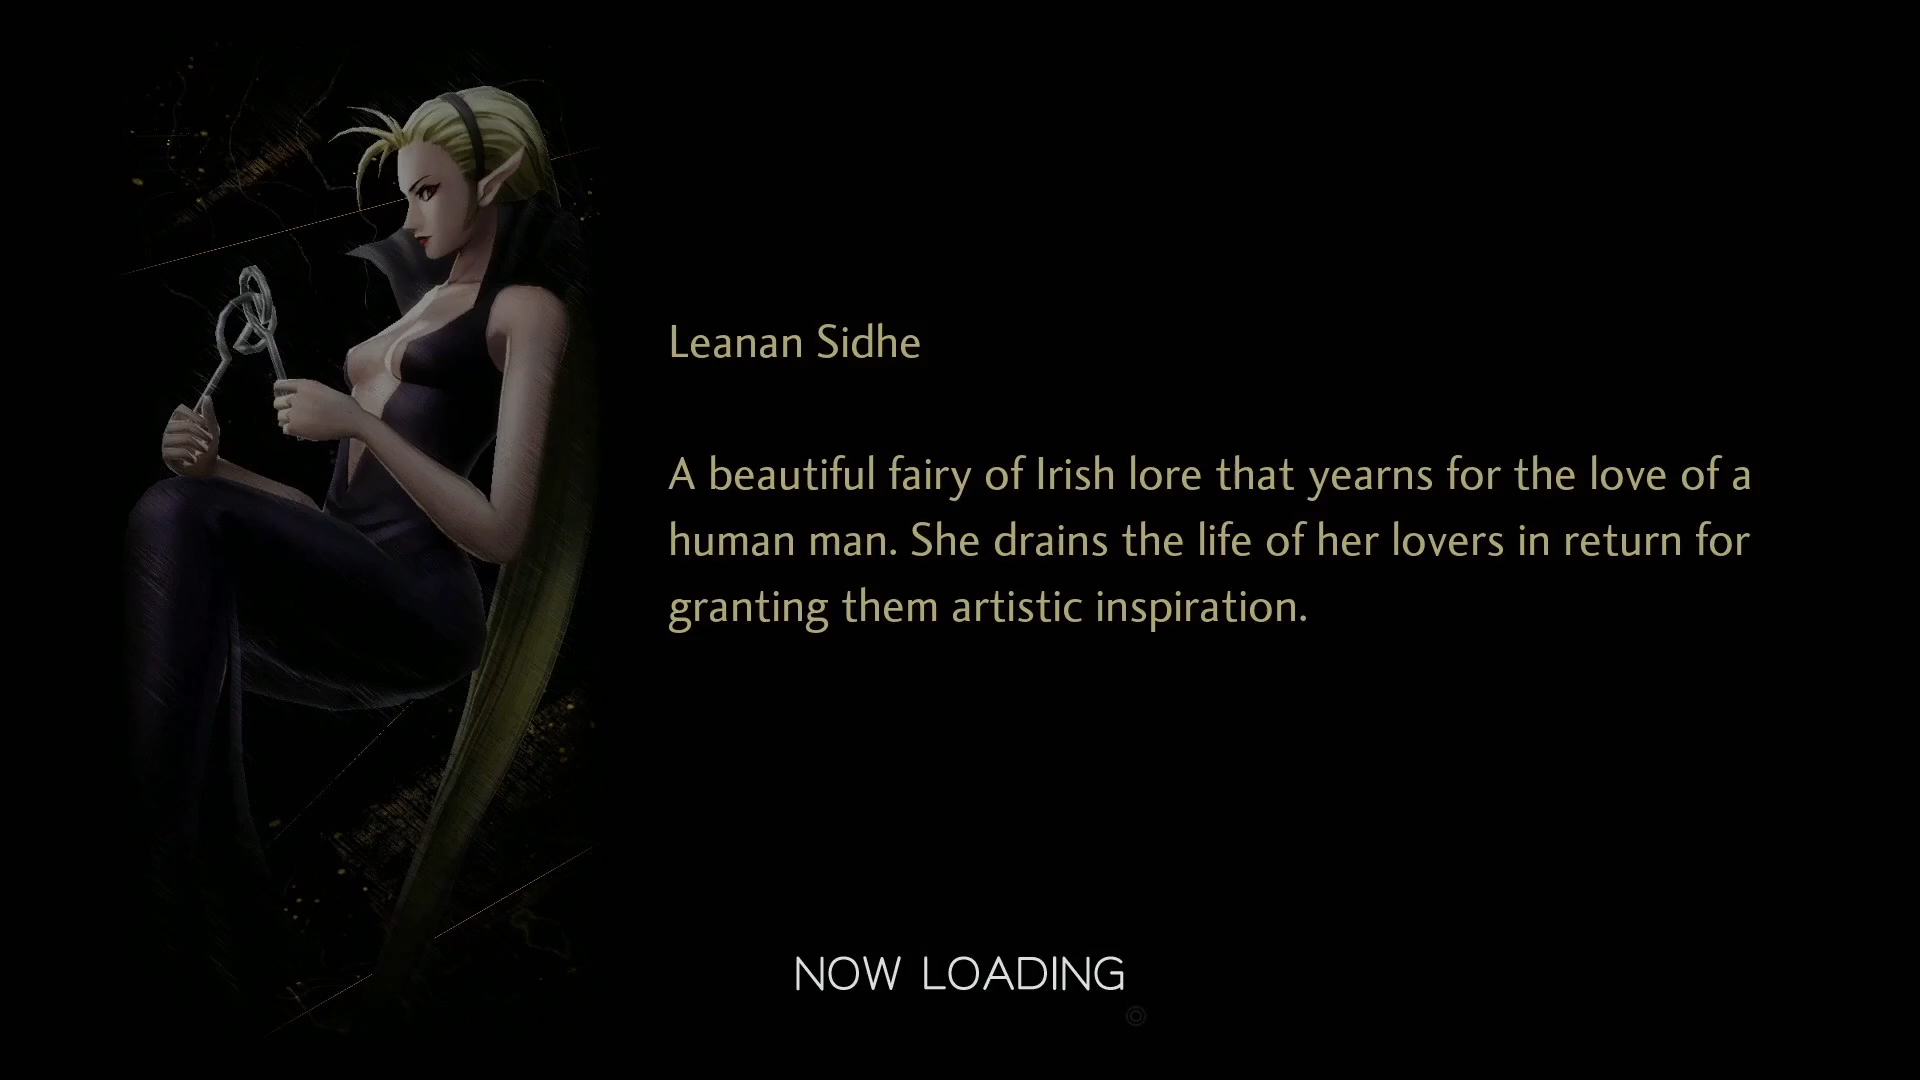 Leanan Sidhe
A beautiful fairy of Irish lore that yearns for the love of a
human man. She drains the life of her lovers in return for
granting them artistic inspiration.
NOW LOADING